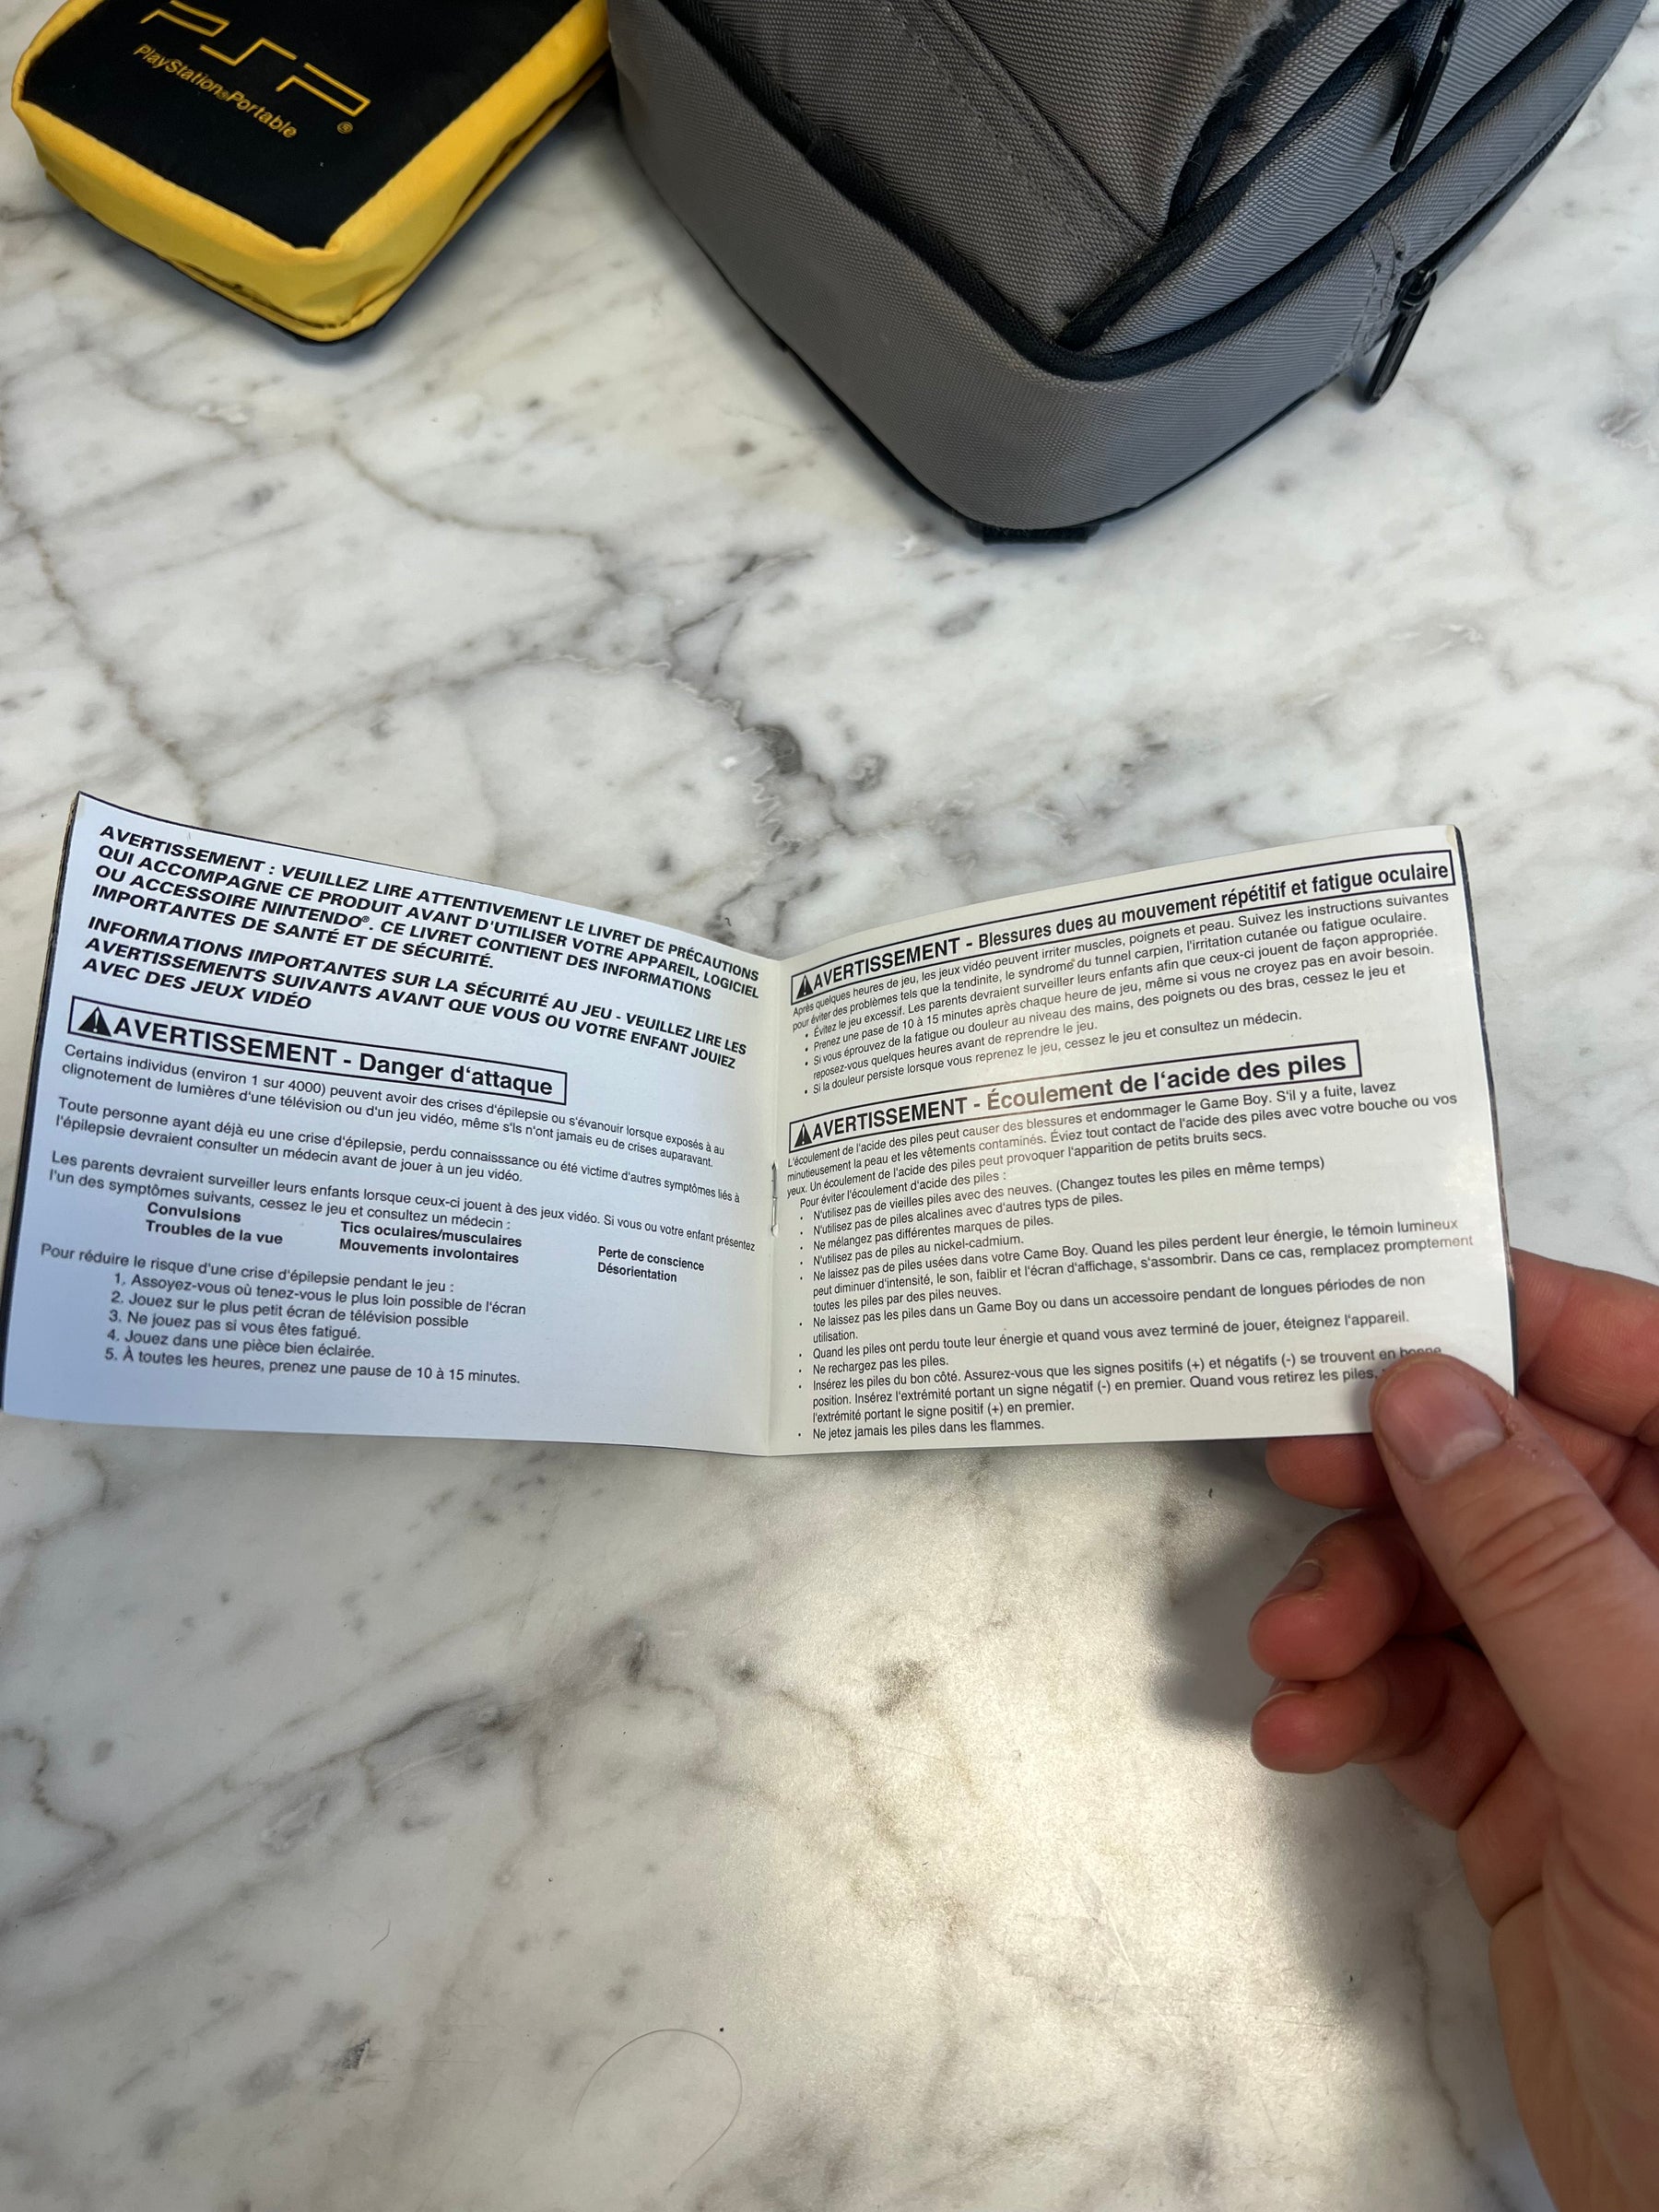 PSP
PlayStation®Portable
®
AVERTISSEMENT : VEUILLEZ LIRE ATTENTIVEMENT LE LIVRET DE PRÉCAUTIONS
QUI ACCOMPAGNE CE PRODUIT AVANT D'UTILISER VOTRE APPAREIL, LOGICIEL
OU ACCESSOIRE NINTENDO®. CE LIVRET CONTIENT DES INFORMATIONS
IMPORTANTES DE SANTÉ ET DE SÉCURITÉ.
INFORMATIONS IMPORTANTES SUR LA SÉCURITÉ AU JEU - VEUILLEZ LIRE LES
AVERTISSEMENTS SUIVANTS AVANT QUE VOUS OU VOTRE ENFANT JOUIEZ
AVEC DES JEUX VIDÉO
AVERTISSEMENT - Danger d'attaque
Certains individus (environ 1 sur 4000) peuvent avoir des crises d'épilepsie ou s'évanouir lorsque exposés à au
clignotement de lumières d'une télévision ou d'un jeu vidéo, même s'ils n'ont jamais eu de crises auparavant.
Toute personne ayant déjà eu une crise d'épilepsie, perdu connaisssance ou été victime d'autres symptômes liés à
l'épilepsie devraient consulter un médecin avant de jouer à un jeu vidéo.
Les parents devraient surveiller leurs enfants lorsque ceux-ci jouent à des jeux vidéo. Si vous ou votre enfant présentez
l'un des symptômes suivants, cessez le jeu et consultez un médecin :
Convulsions Tics oculaires/musculaires Perte de conscience
Troubles de la vue Mouvements involontaires Désorientation
Pour réduire le risque d'une crise d'épilepsie pendant le jeu :
1. Assoyez-vous où tenez-vous le plus loin possible de l'écran
2. Jouez sur le plus petit écran de télévision possible
3. Ne jouez pas si vous êtes fatigué.
4. Jouez dans une pièce bien éclairée.
5. À toutes les heures, prenez une pause de 10 à 15 minutes.
AVERTISSEMENT - Blessures dues au mouvement répétitif et fatigue oculaire
Après quelques heures de jeu, les jeux vidéo peuvent irriter muscles, poignets et peau. Suivez les instructions suivantes
pour éviter des problèmes tels que la tendinite, le syndrome du tunnel carpien, l'irritation cutanée ou fatigue oculaire.
• Évitez le jeu excessif. Les parents devraient surveiller leurs enfants afin que ceux-ci jouent de façon appropriée.
• Prenez une pase de 10 à 15 minutes après chaque heure de jeu, même si vous ne croyez pas en avoir besoin.
• Si vous éprouvez de la fatigue ou douleur au niveau des mains, des poignets ou des bras, cessez le jeu et
reposez-vous quelques heures avant de reprendre le jeu.
• Si la douleur persiste lorsque vous reprenez le jeu, cessez le jeu et consultez un médecin.
AVERTISSEMENT - Écoulement de l'acide des piles
L'écoulement de l'acide des piles peut causer des blessures et endommager le Game Boy. S'il y a fuite, lavez
minutieusement la peau et les vêtements contaminés. Éviez tout contact de l'acide des piles avec votre bouche ou vos
yeux. Un écoulement de l'acide des piles peut provoquer l'apparition de petits bruits secs.
Pour éviter l'écoulement d'acide des piles :
• N'utilisez pas de vieilles piles avec des neuves. (Changez toutes les piles en même temps)
• N'utilisez pas de piles alcalines avec d'autres typs de piles.
• Ne mélangez pas différentes marques de piles.
• N'utilisez pas de piles au nickel-cadmium.
• Ne laissez pas de piles usées dans votre Came Boy. Quand les piles perdent leur énergie, le témoin lumineux
peut diminuer d'intensité, le son, faiblir et l'écran d'affichage, s'assombrir. Dans ce cas, remplacez promptement
toutes les piles par des piles neuves.
• Ne laissez pas les piles dans un Game Boy ou dans un accessoire pendant de longues périodes de non
utilisation.
• Quand les piles ont perdu toute leur énergie et quand vous avez terminé de jouer, éteignez l'appareil.
• Ne rechargez pas les piles.
• Insérez les piles du bon côté. Assurez-vous que les signes positifs (+) et négatifs (-) se trouvent en bonne
position. Insérez l'extrémité portant un signe négatif (-) en premier. Quand vous retirez les piles,
l'extrémité portant le signe positif (+) en premier.
• Ne jetez jamais les piles dans les flammes.